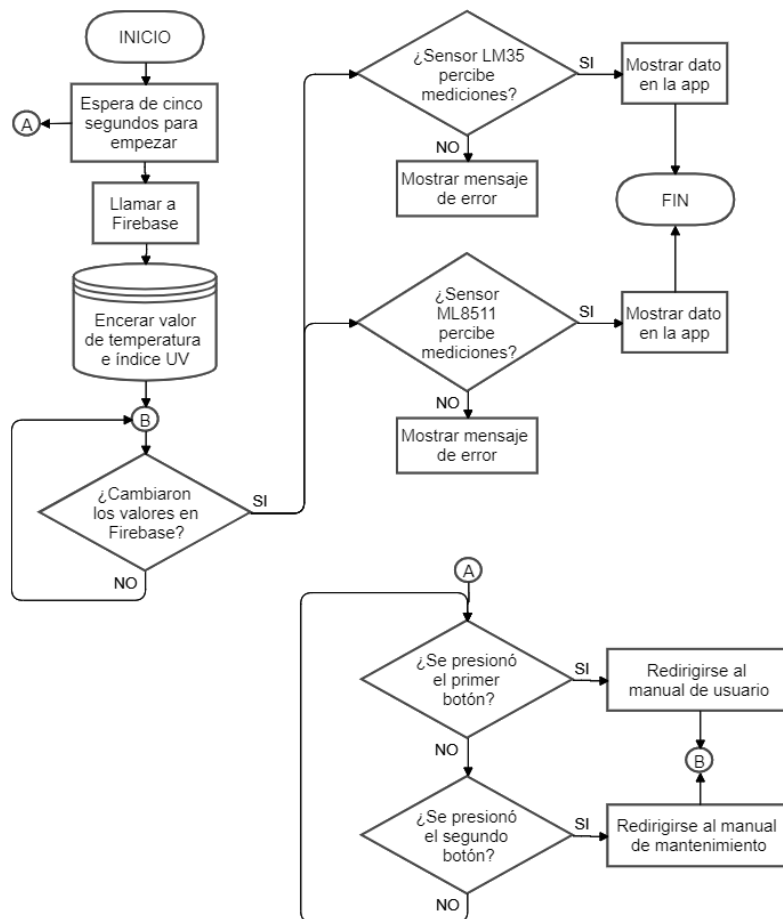 INICIO
Espera de cinco
segundos para
empezar
A
Llamar a
Firebase
Encerar valor
de temperatura
e índice UV
B
¿Cambiaron
los valores en
Firebase?
SI
NO
¿Sensor LM35
percibe
mediciones?
SI
Mostrar dato
en la app
NO
Mostrar mensaje
de error
FIN
¿Sensor
ML8511
percibe
mediciones?
SI
Mostrar dato
en la app
NO
Mostrar mensaje
de error
A
¿Se presionó
el primer
botón?
SI
Redirigirse al
manual de usuario
NO
B
¿Se presionó
el segundo
botón?
SI
Redirigirse al manual
de mantenimiento
NO